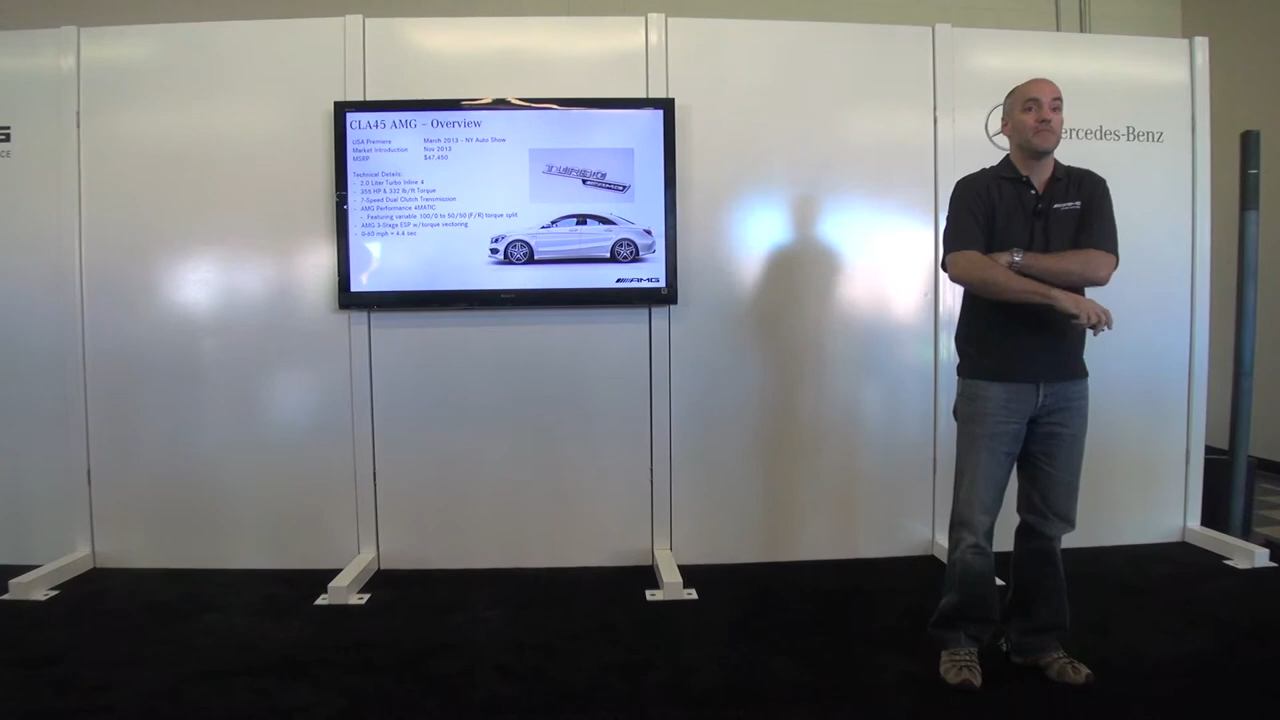 CLA45 AMG – Overview
USA Premiere March 2013 - NY Auto Show
Market Introduction Nov 2013
MSRP $47,450
Technical Details:
- 2.0 Liter Turbo Inline 4
- 355 HP & 332 lb/ft Torque
- 7-Speed Dual Clutch Transmission
- AMG Performance 4MATIC
- Featuring variable 100/0 to 50/50 (F/R) torque split
- AMG 3-Stage ESP w/torque vectoring
- 0-60 mph = 4.4 sec
TURBO
AMG
ercedes-Benz
G
CE
AMG